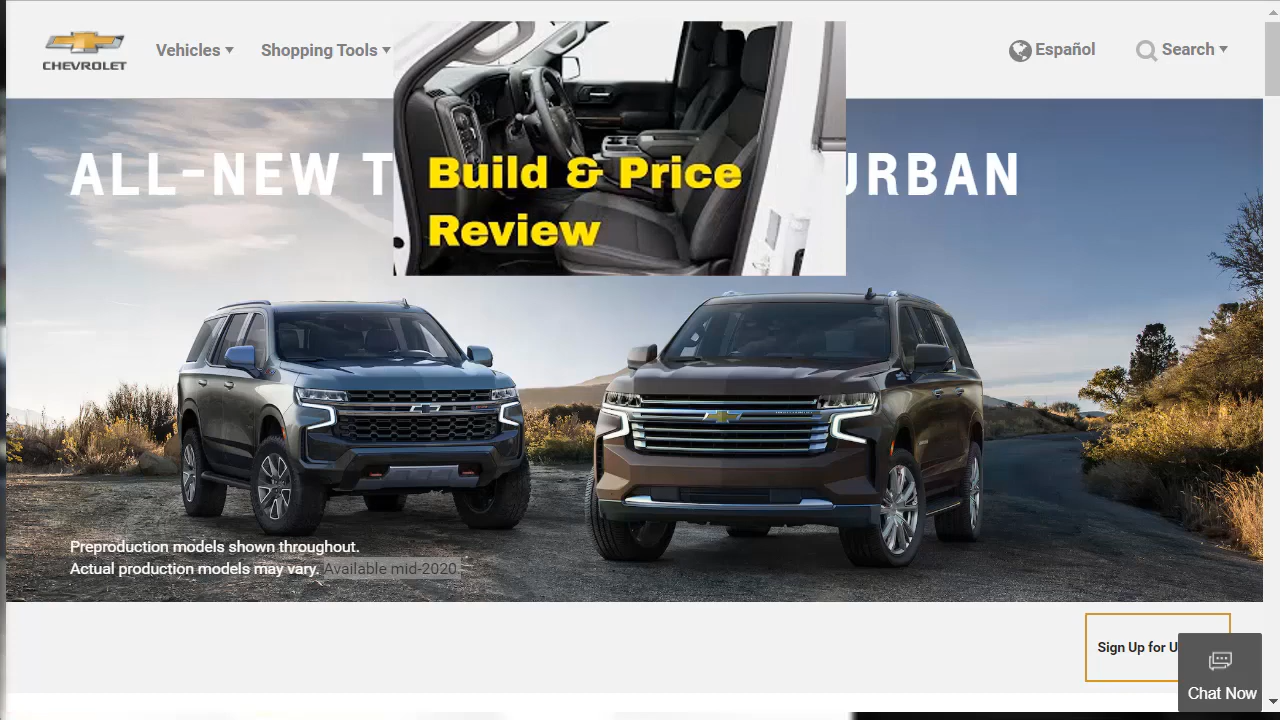 CHEVROLET
Vehicles
Shopping Tools
Español
Search
Build & Price
Review
ALL-NEW T
URBAN
Preproduction models shown throughout.
Actual production models may vary. Available mid-2020.
Sign Up for U
Chat Now